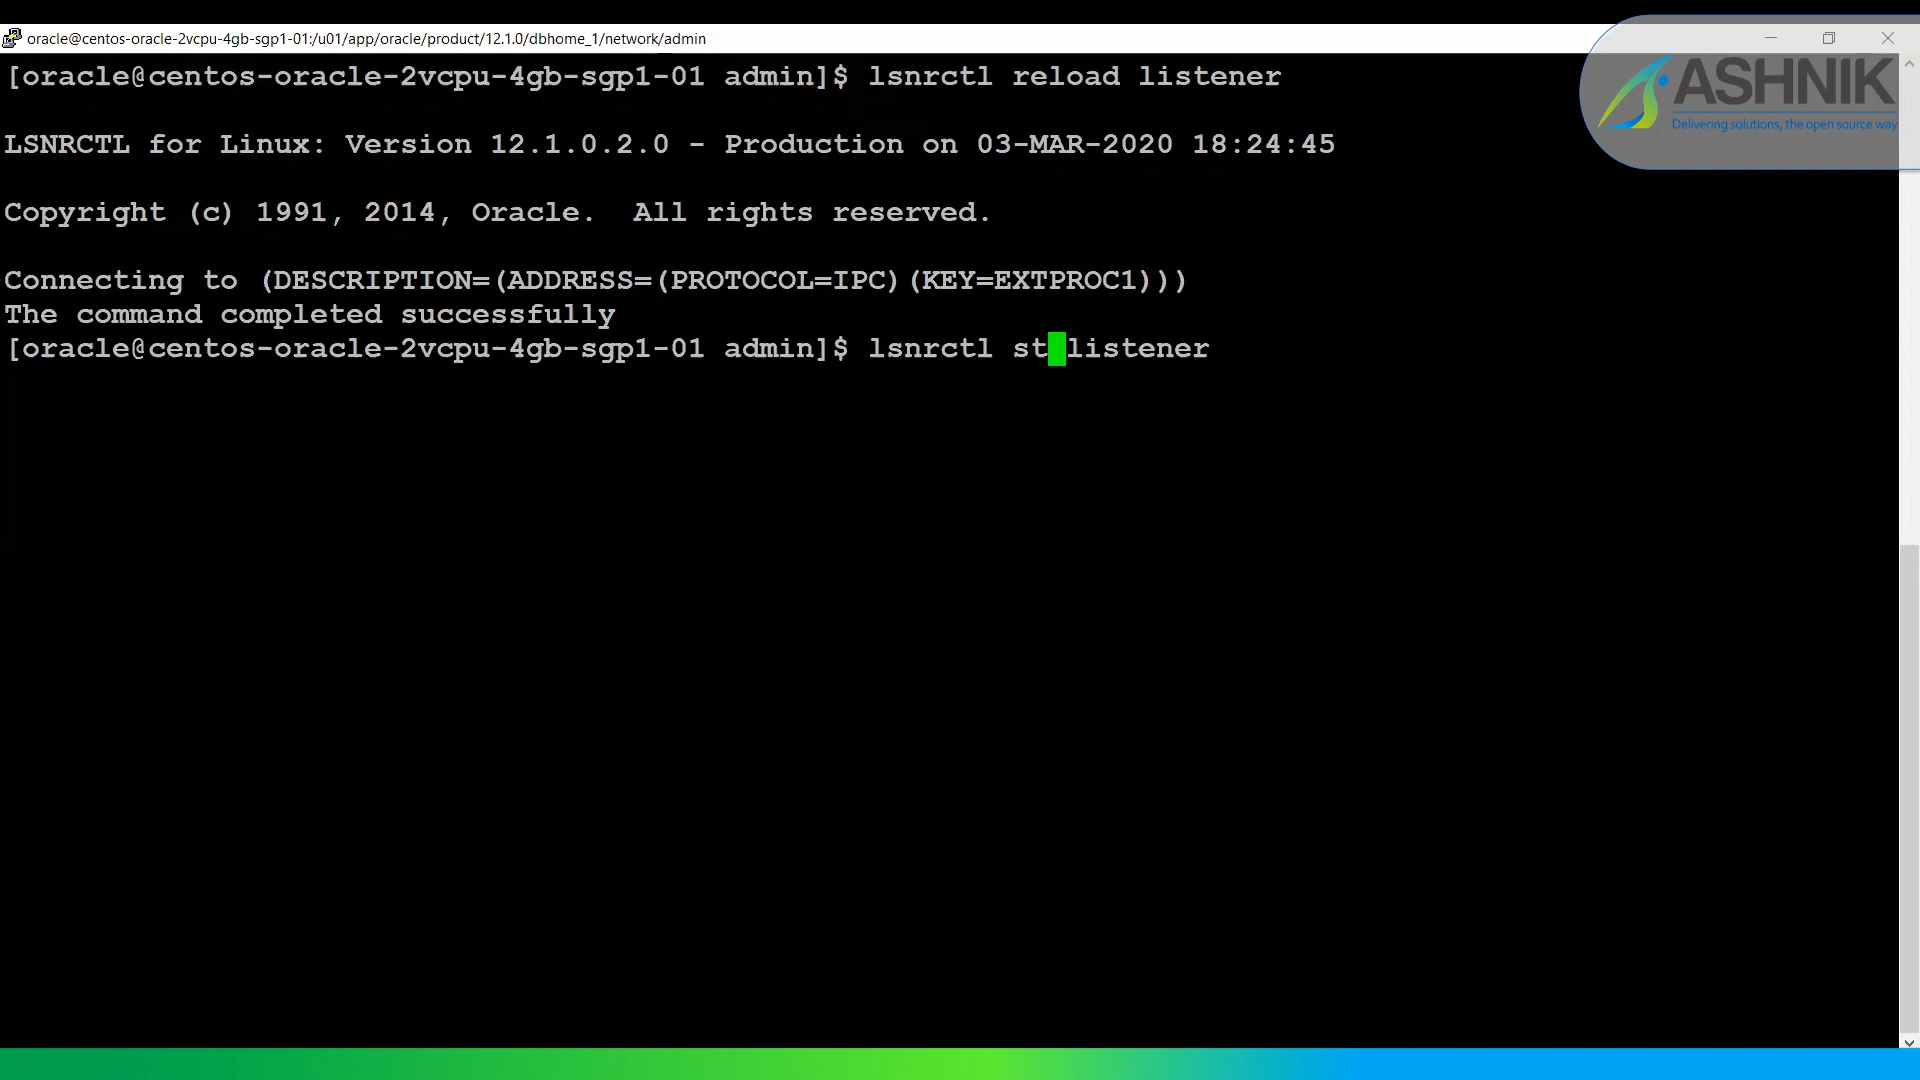 oracle@centos-oracle-2vcpu-4gb-sgp1-01:/u01/app/oracle/product/12.1.0/dbhome_1/network/admin
ASHNIK
Delivering solutions, the open source way
[oracle@centos-oracle-2vcpu-4gb-sgp1-01 admin]$ lsnrctl reload listener
LSNRCTL for Linux: Version 12.1.0.2.0 - Production on 03-MAR-2020 18:24:45
Copyright (c) 1991, 2014, Oracle.  All rights reserved.
Connecting to (DESCRIPTION=(ADDRESS=(PROTOCOL=IPC)(KEY=EXTPROC1)))
The command completed successfully
[oracle@centos-oracle-2vcpu-4gb-sgp1-01 admin]$ lsnrctl st listener